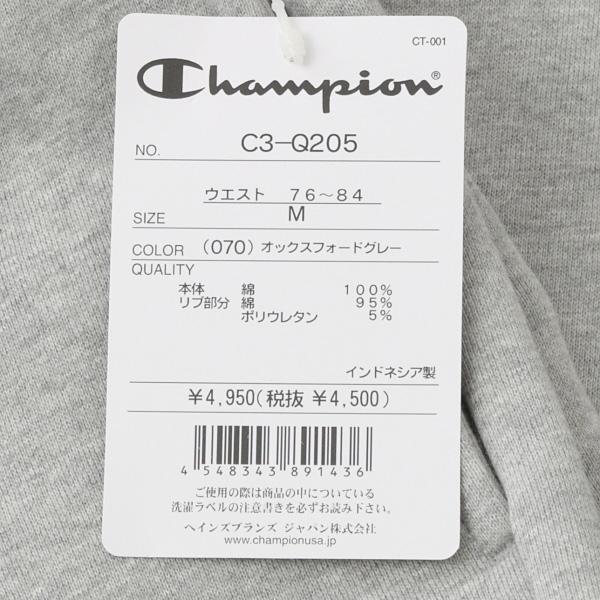 CT-001
Champion®
NO. C3-Q205
ウエスト 76～84
SIZE M
COLOR (070) オックスフォードグレー
QUALITY
本体 綿 100%
リブ部分 綿 95%
ポリウレタン 5%
インドネシア製
¥4,950(税抜 ¥4,500)
4 548343 891436
ご使用の際は商品の中についている
洗濯ラベルの注意書きを必ずお読み下さい。
ヘインズブランズ ジャパン株式会社
www.championusa.jp